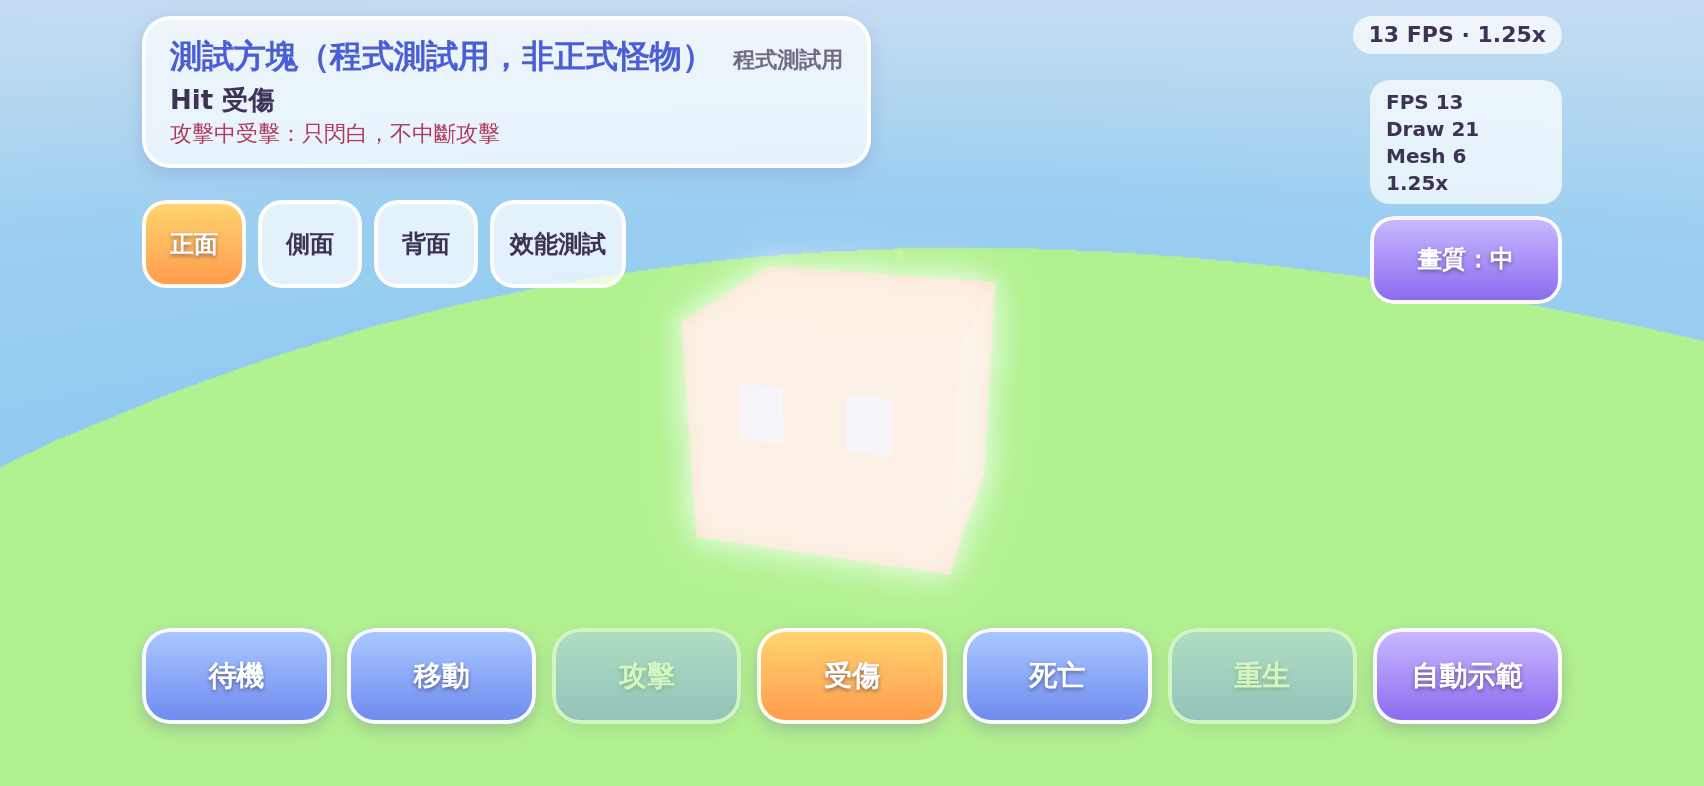 測試方塊（程式測試用，非正式怪物） 程式測試用
Hit 受傷
攻擊中受擊：只閃白，不中斷攻擊
13 FPS · 1.25x
FPS 13
Draw 21
Mesh 6
1.25x
正面 側面 背面 效能測試
畫質：中
待機 移動 攻擊 受傷 死亡 重生 自動示範